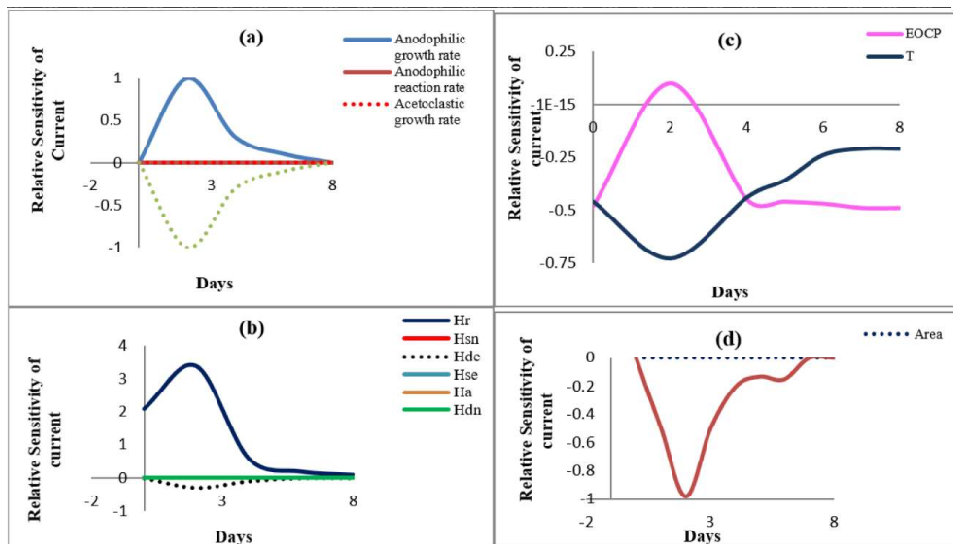 (a)
Anodophilic
growth rate
Anodophilic
reaction rate
Acetoclastic
growth rate
Relative Sensitivity of
Current
1
0.5
0
-0.5
-1
-2
3
8
Days
(c)
EOCP
T
Relative Sensitivity of
current
0.25
-1E-15
-0.25
-0.5
-0.75
0
2
4
6
8
Days
(b)
Hr
Hsn
Hdc
Hse
Ha
Hdn
Relative Sensitivity of
current
4
3
2
1
0
-1
-2
3
8
Days
(d)
Area
Relative Sensitivity of
current
0
-0.2
-0.4
-0.6
-0.8
-1
-2
3
8
Days